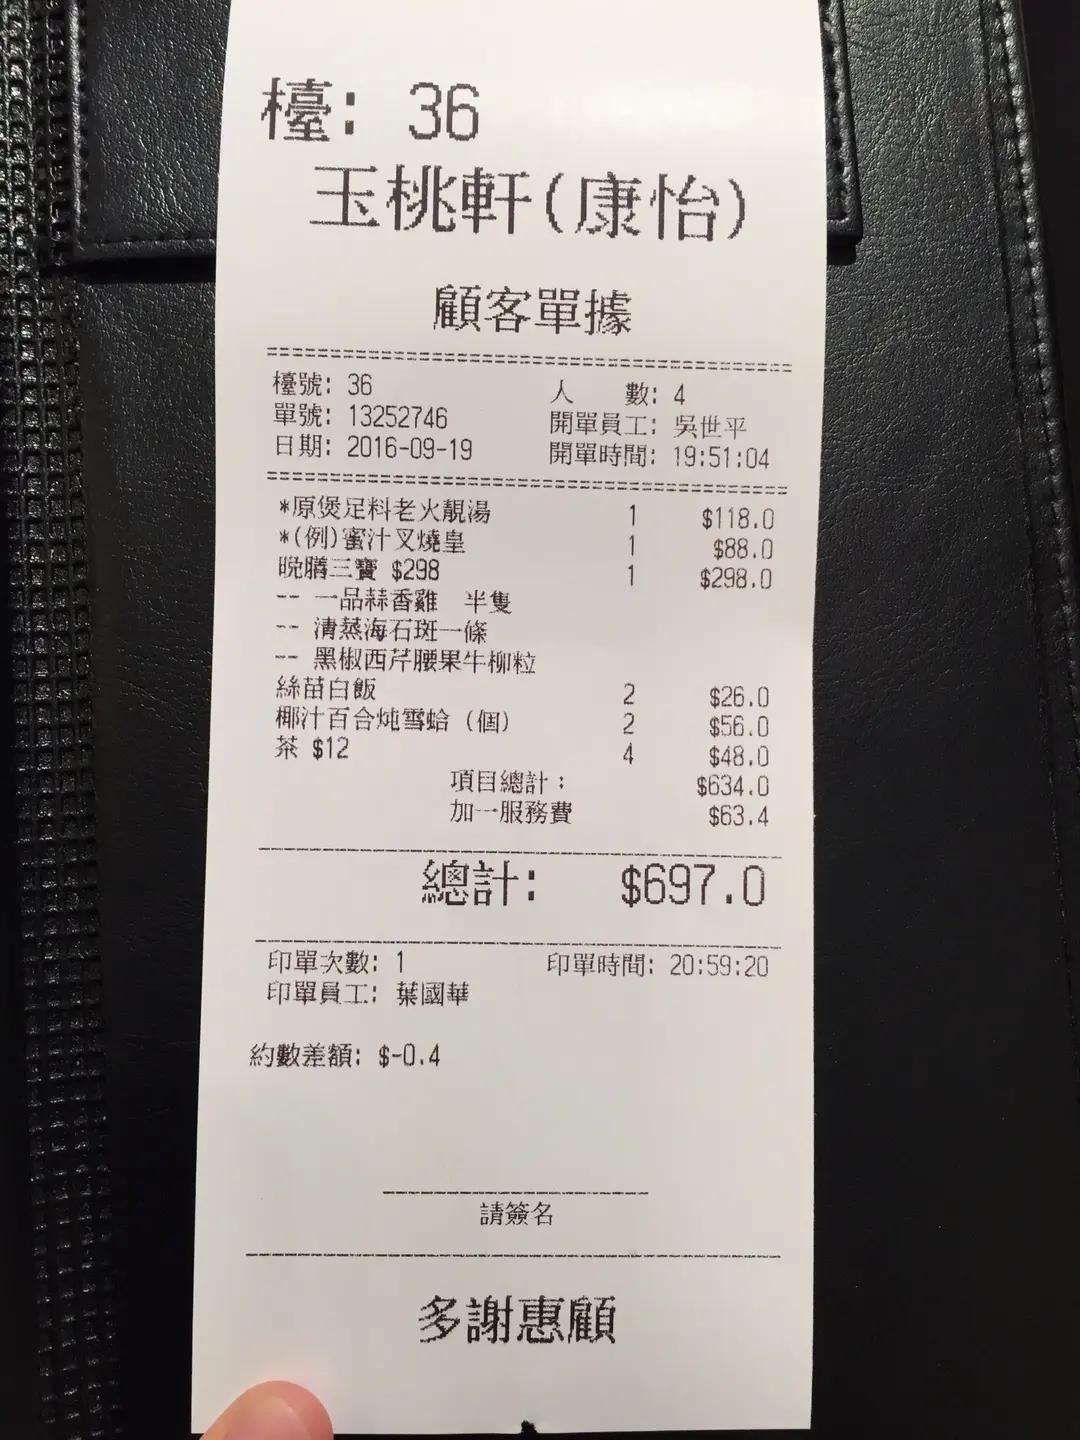 檯: 36
玉桃軒(康怡)
顧客單據
檯號: 36 人 數: 4
單號: 13252746 開單員工: 吳世平
日期: 2016-09-19 開單時間: 19:51:04
*原煲足料老火靚湯 1 $118.0
*(例)蜜汁叉燒皇 1 $88.0
晚膳三寶 $298 1 $298.0
-- 一品蒜香雞 半隻
-- 清蒸海石斑一條
-- 黑椒西芹腰果牛柳粒
絲苗白飯 2 $26.0
椰汁百合炖雪蛤 (個) 2 $56.0
茶 $12 4 $48.0
項目總計: $634.0
加一服務費 $63.4
總計: $697.0
印單次數: 1 印單時間: 20:59:20
印單員工: 葉國華
約數差額: $-0.4
請簽名
多謝惠顧